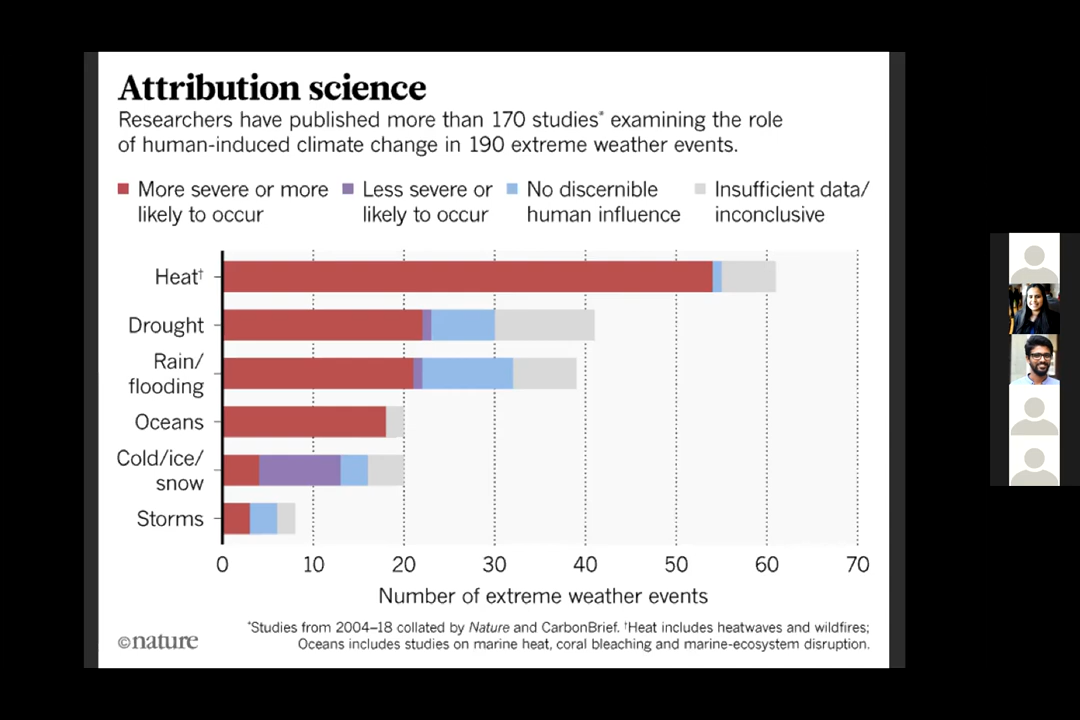 Attribution science
Researchers have published more than 170 studies* examining the role
of human-induced climate change in 190 extreme weather events.
More severe or more
likely to occur
Less severe or
likely to occur
No discernible
human influence
Insufficient data/
inconclusive
Heat†
Drought
Rain/
flooding
Oceans
Cold/ice/
snow
Storms
0 10 20 30 40 50 60 70
Number of extreme weather events
*Studies from 2004–18 collated by Nature and CarbonBrief. †Heat includes heatwaves and wildfires;
Oceans includes studies on marine heat, coral bleaching and marine-ecosystem disruption.
©nature